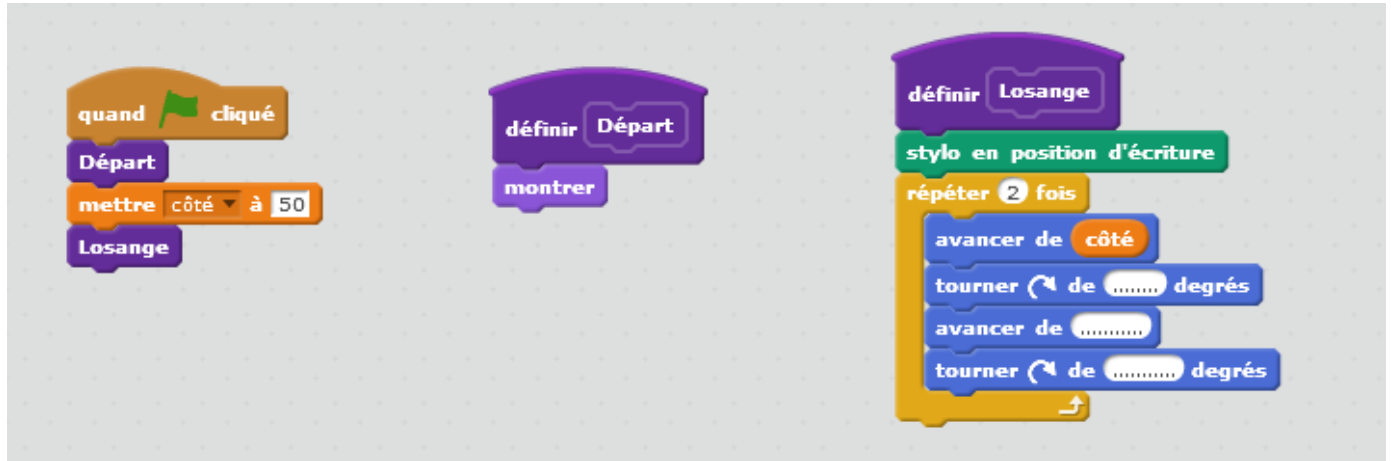 quand cliqué
Départ
mettre côté à 50
Losange
définir Départ
montrer
définir Losange
stylo en position d'écriture
répéter 2 fois
avancer de côté
tourner de ........ degrés
avancer de ...........
tourner de ........... degrés